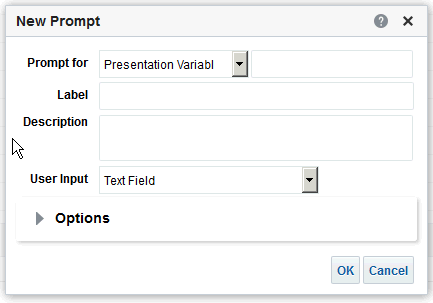 New Prompt
Prompt for Presentation Variabl
Label
Description
User Input Text Field
Options
OK Cancel